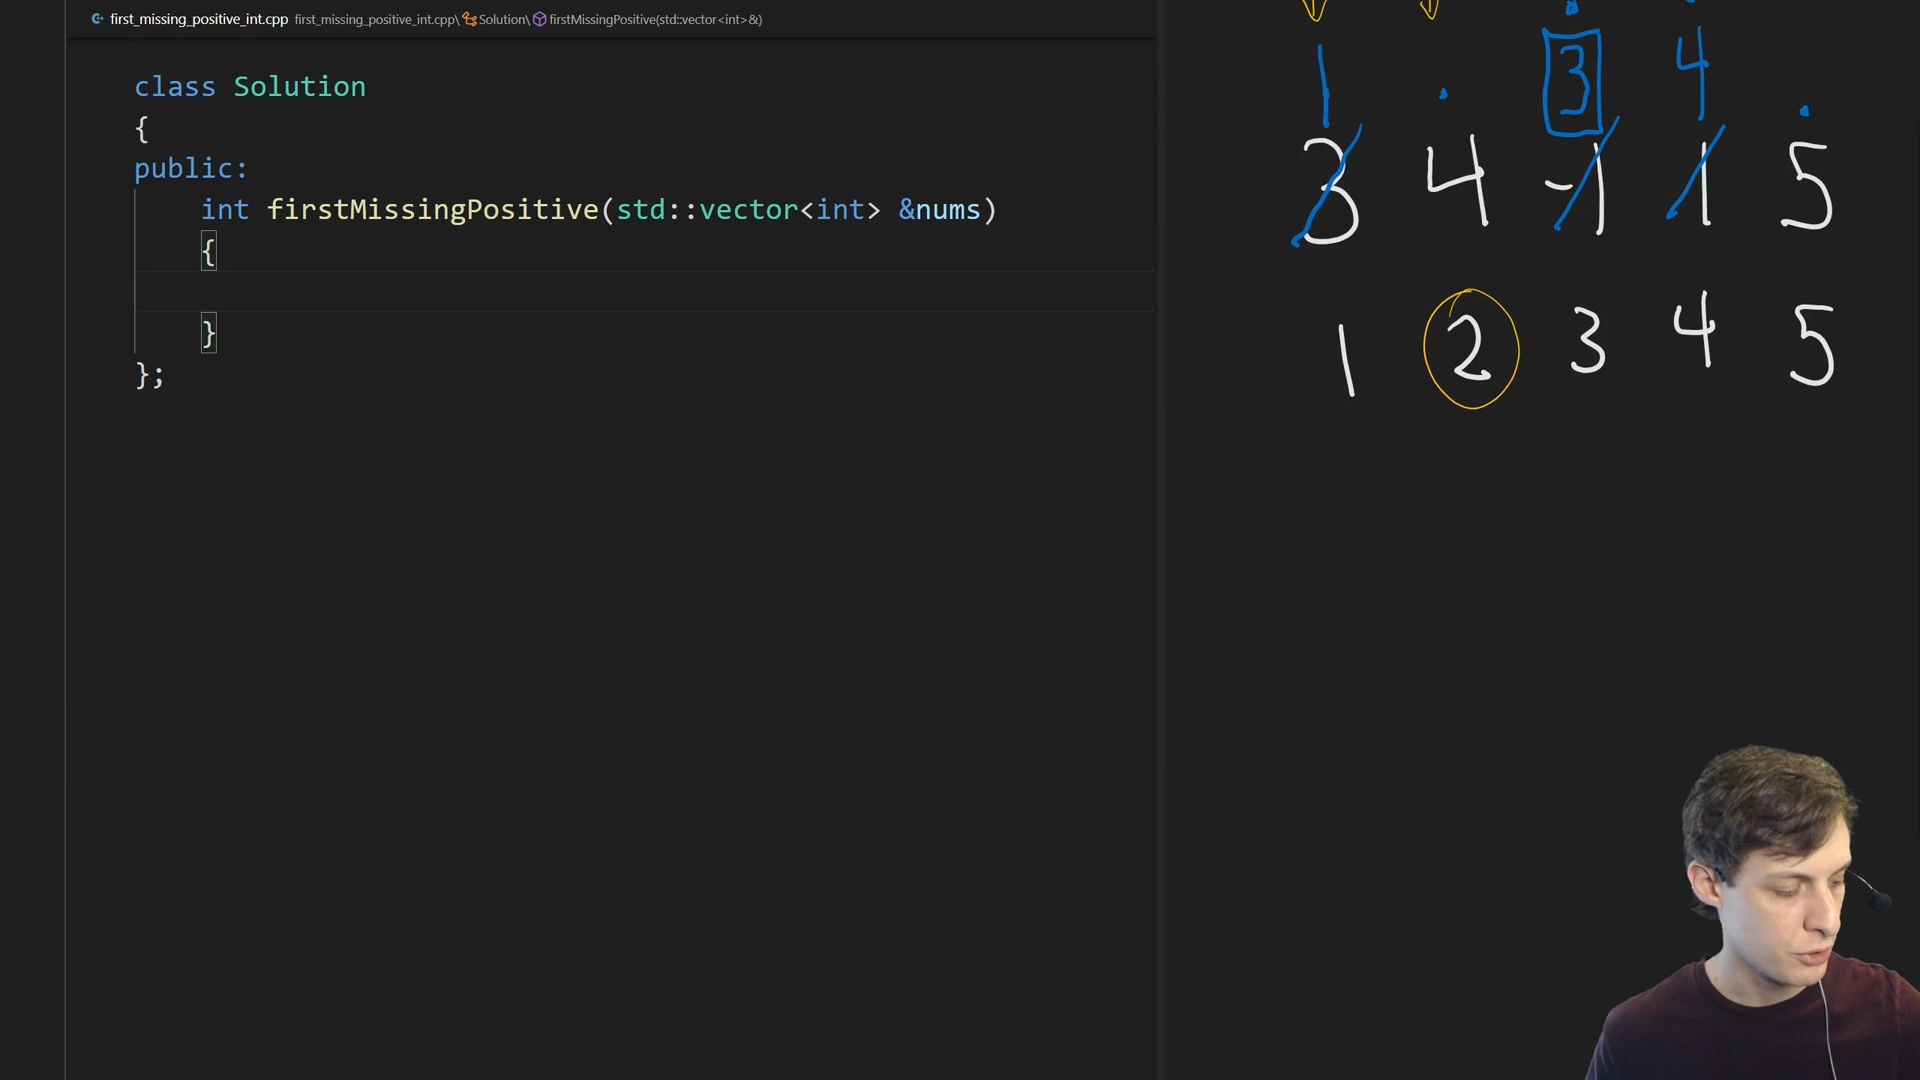 first_missing_positive_int.cpp first_missing_positive_int.cpp\ Solution\ firstMissingPositive(std::vector<int>&)
class Solution
{
public:
int firstMissingPositive(std::vector<int> &nums)
{
}
};
1 3 4
3 4 -1 1 5
1 2 3 4 5